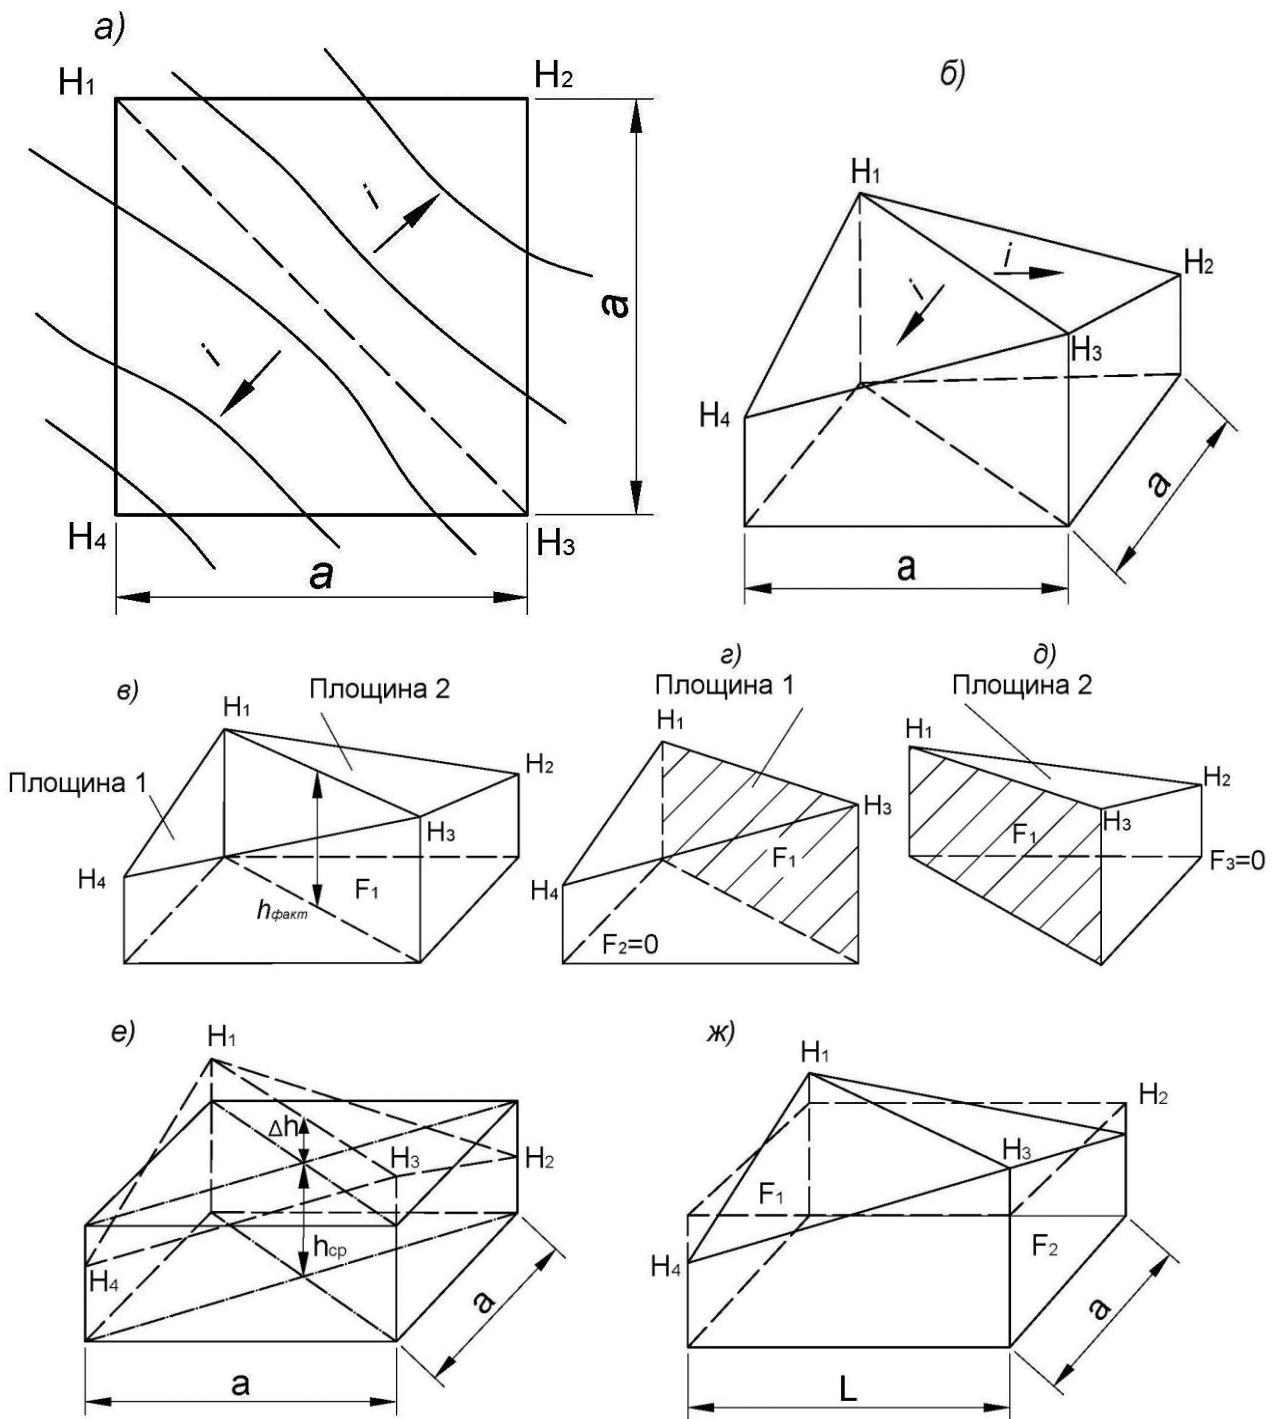 а)
H1
H2
i
i
a
H4
H3
a
б)
H1
i
H2
i
H3
H4
a
a
в)
Площина 2
H1
H2
Площина 1
H3
H4
F1
hфакт
г)
Площина 1
H1
H3
F1
H4
F2=0
д)
Площина 2
H1
H2
F1
H3
F3=0
е)
H1
Δh
H3
H2
hср
H4
a
a
ж)
H1
H2
H3
F1
F2
H4
a
L